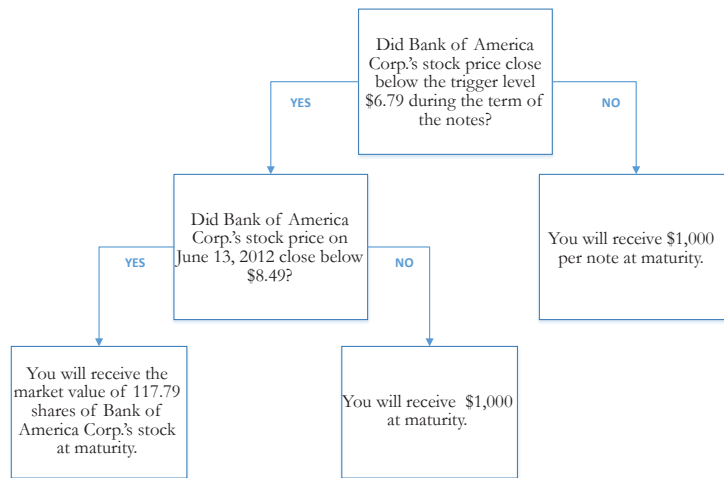 Did Bank of America
Corp.'s stock price close
below the trigger level
$6.79 during the term of
the notes?
YES
NO
Did Bank of America
Corp.'s stock price on
June 13, 2012 close below
$8.49?
You will receive $1,000
per note at maturity.
YES
NO
You will receive the
market value of 117.79
shares of Bank of
America Corp.'s stock
at maturity.
You will receive $1,000
at maturity.